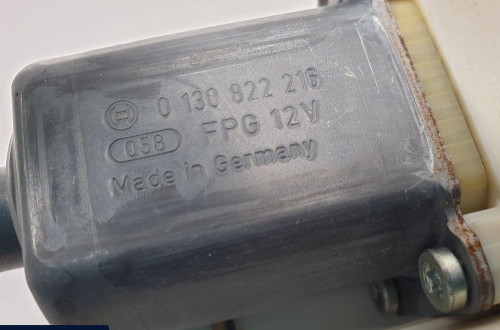 0 130 822 216
058 FPG 12V
Made in Germany